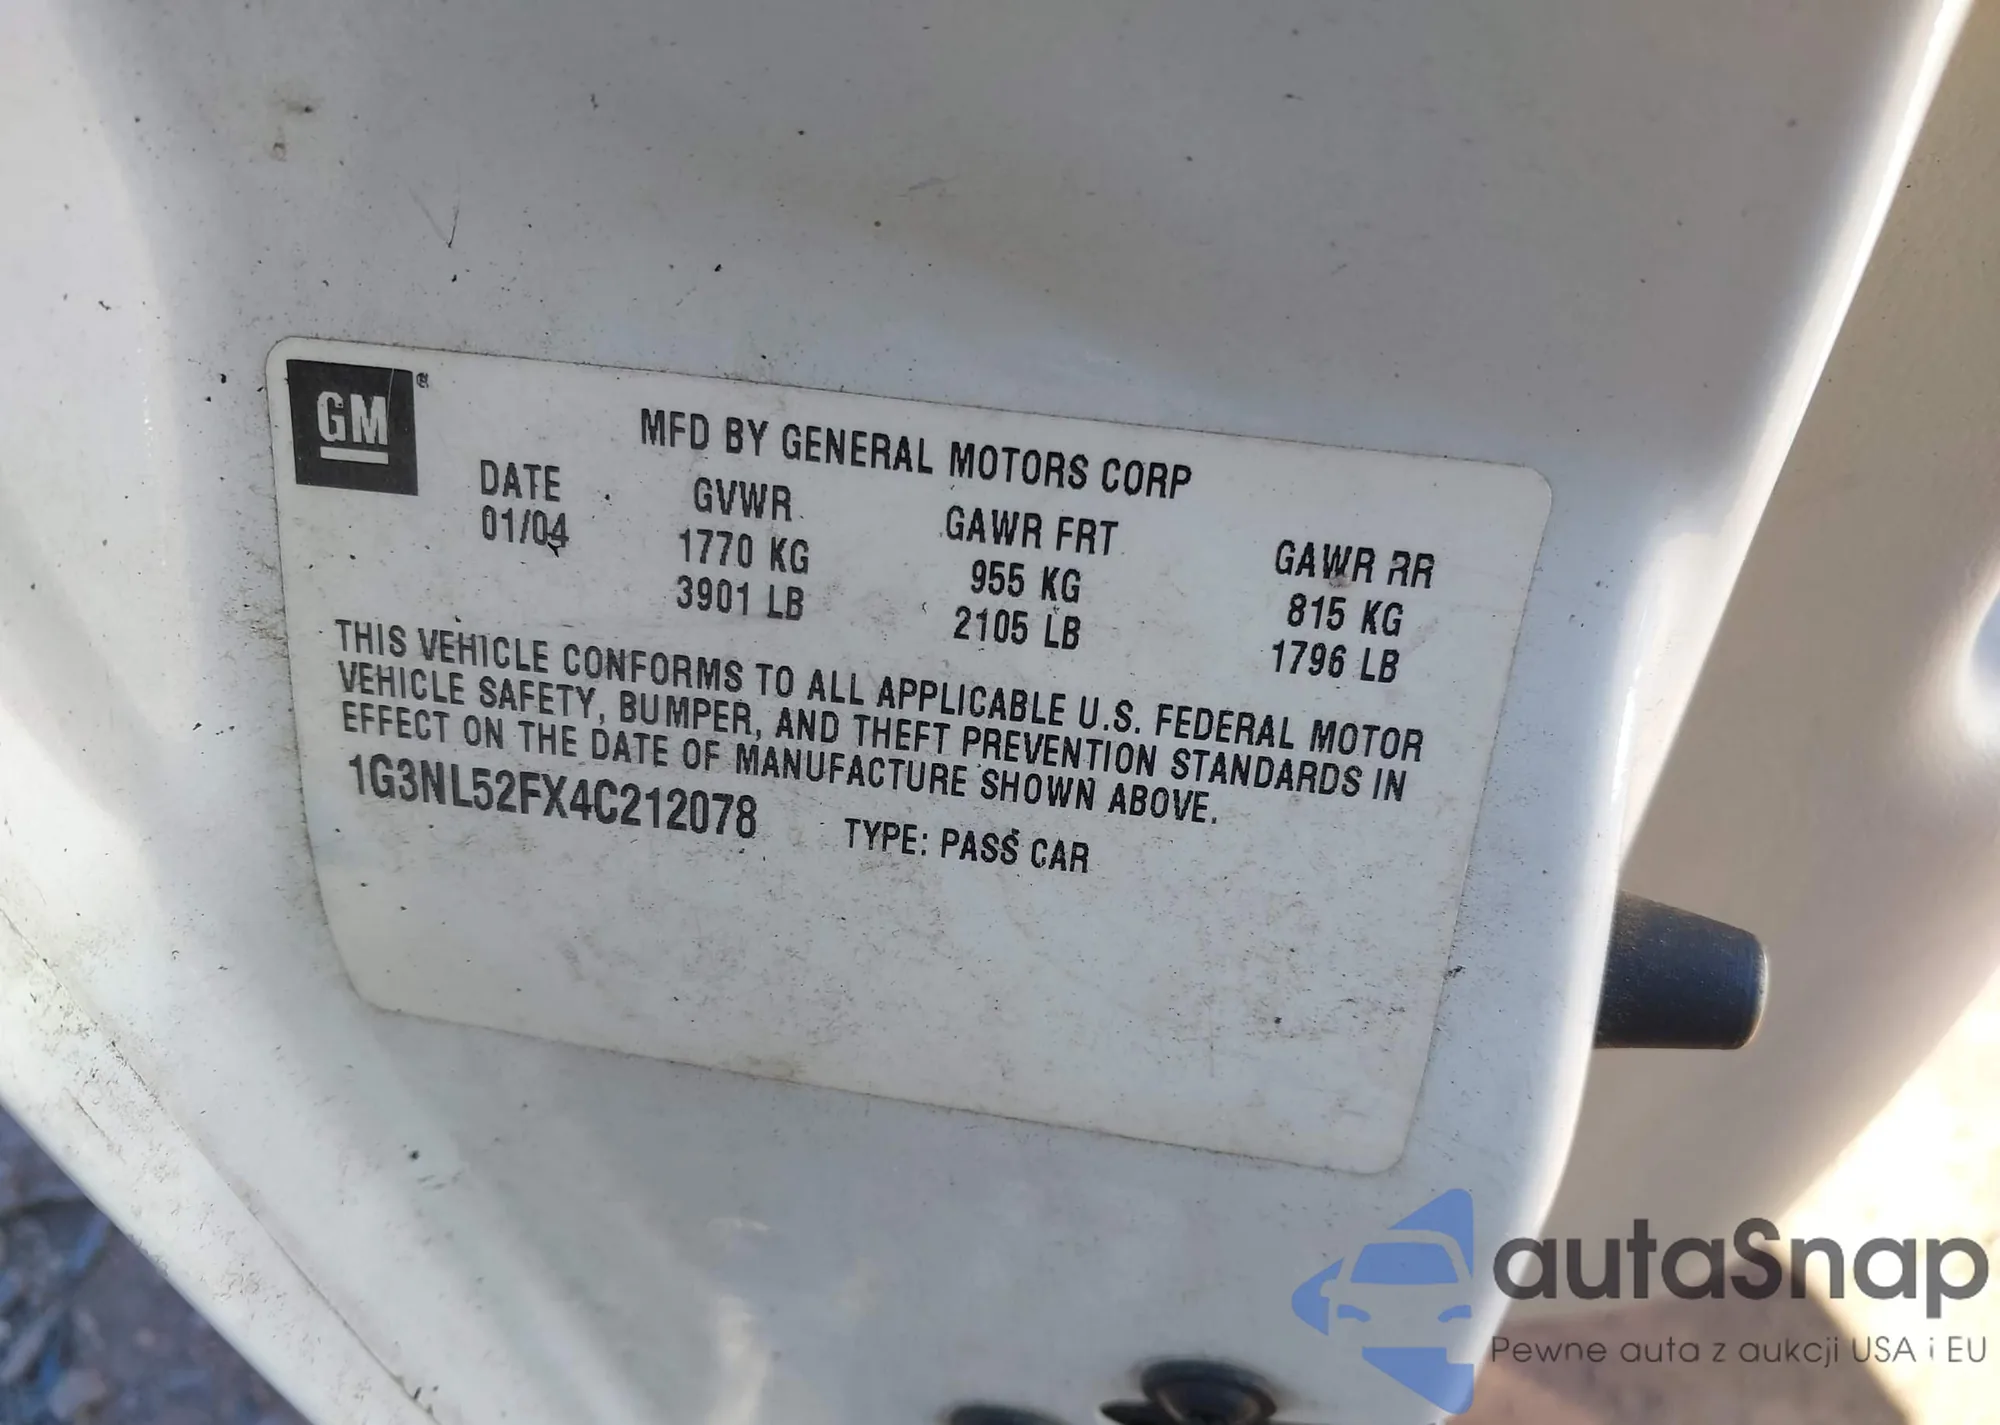 GM
MFD BY GENERAL MOTORS CORP
DATE GVWR GAWR FRT GAWR RR
01/04 1770 KG 955 KG 815 KG
3901 LB 2105 LB 1796 LB
THIS VEHICLE CONFORMS TO ALL APPLICABLE U.S. FEDERAL MOTOR
VEHICLE SAFETY, BUMPER, AND THEFT PREVENTION STANDARDS IN
EFFECT ON THE DATE OF MANUFACTURE SHOWN ABOVE.
1G3NL52FX4C212078 TYPE: PASS CAR
autaSnap
Pewne auta z aukcji USA i EU